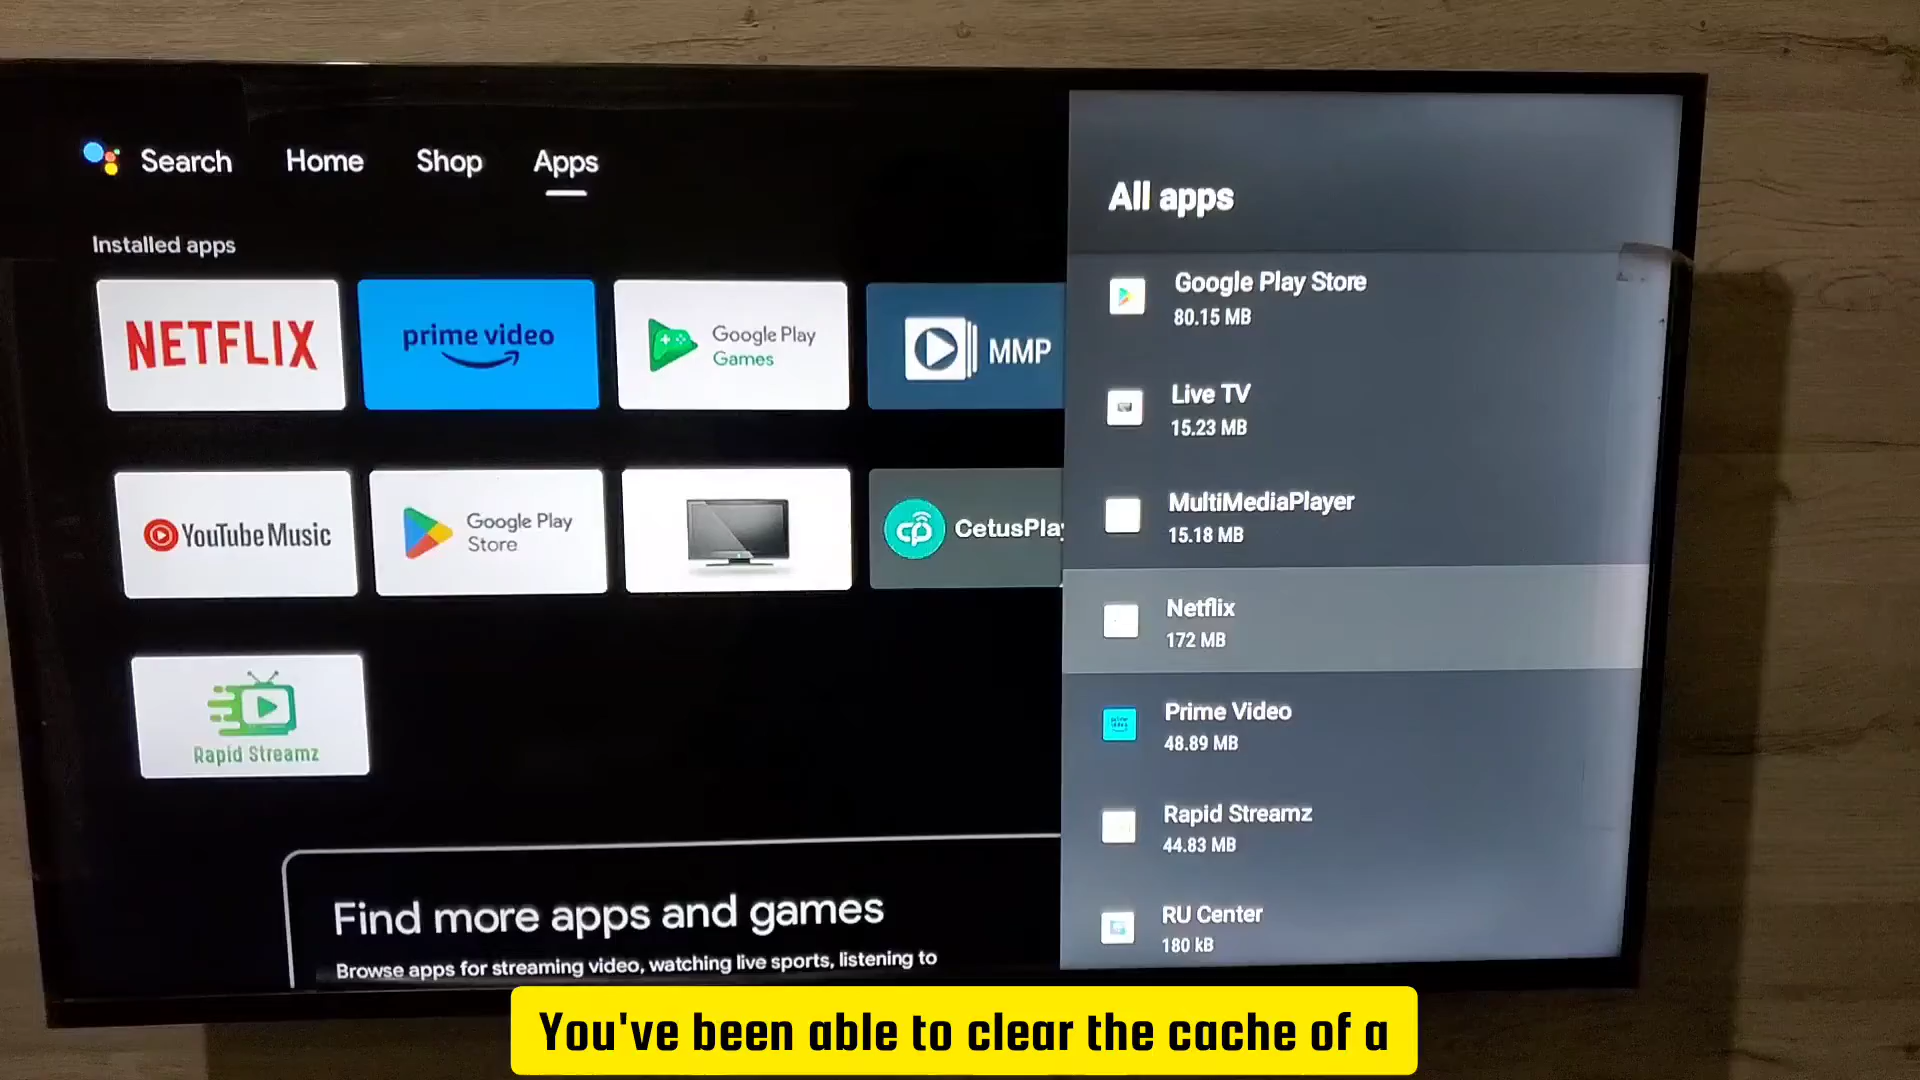 Search Home Shop Apps
Installed apps
NETFLIX
prime video
Google Play
Games
MMP
YouTube Music
Google Play
Store
CetusPla
Rapid Streamz
Find more apps and games
Browse apps for streaming video, watching live sports, listening to
All apps
Google Play Store
80.15 MB
Live TV
15.23 MB
MultiMediaPlayer
15.18 MB
Netflix
172 MB
Prime Video
48.89 MB
Rapid Streamz
44.83 MB
RU Center
180 kB
You've been able to clear the cache of a